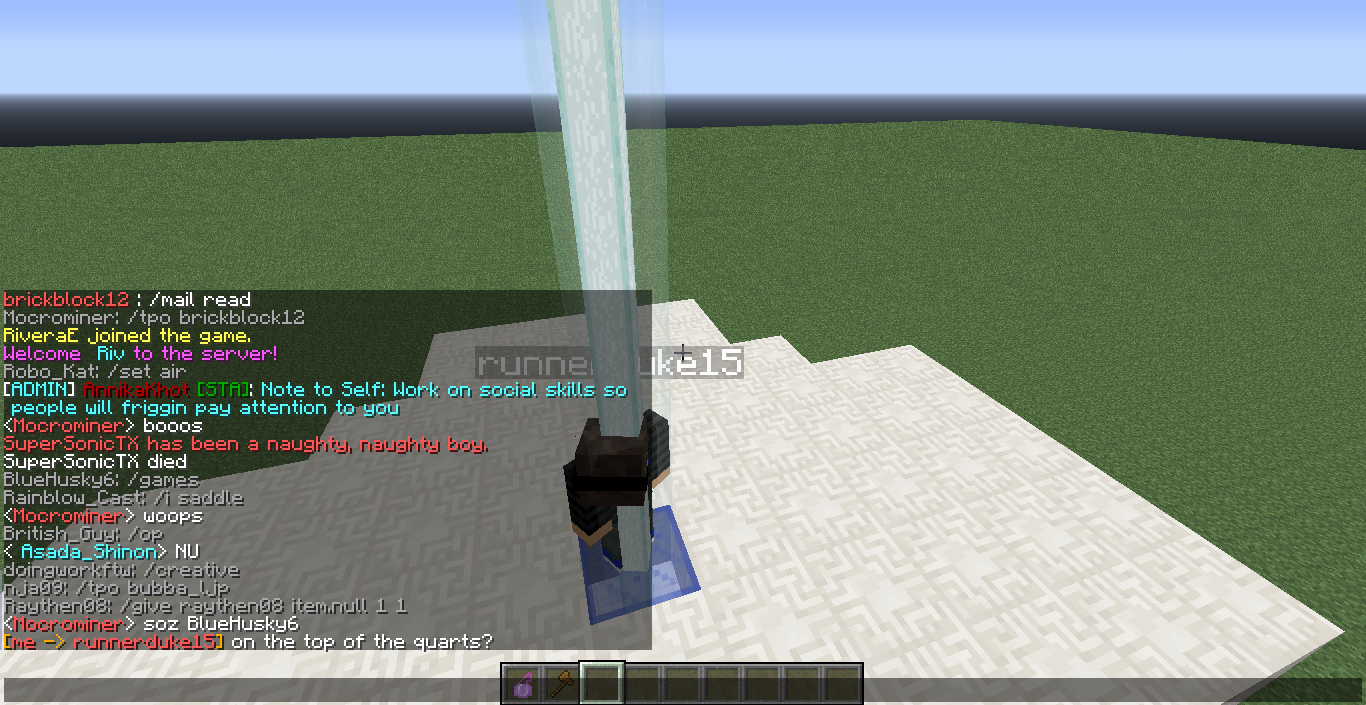 brickblock12 : /mail read
Mocrominer: /tpo brickblock12
RiveraE joined the game.
Welcome Riv to the server!
Robo_Kat: /set air
[ADMIN] AnnikaKhot [STA]: Note to Self: Work on social skills so
people will friggin pay attention to you
<Mocrominer> booos
SuperSonicTX has been a naughty, naughty boy.
SuperSonicTX died
BlueHusky6: /games
Rainblow_Cast: /i saddle
<Mocrominer> woops
British_Guy: /op
< Asada_Shinon> NU
doingworkftw: /creative
nja09: /tpo bubba_ljp
Raythen08: /give raythen08 item.null 1 1
<Mocrominer> soz BlueHusky6
[me -> runnerduke15] on the top of the quarts?
runnerduke15